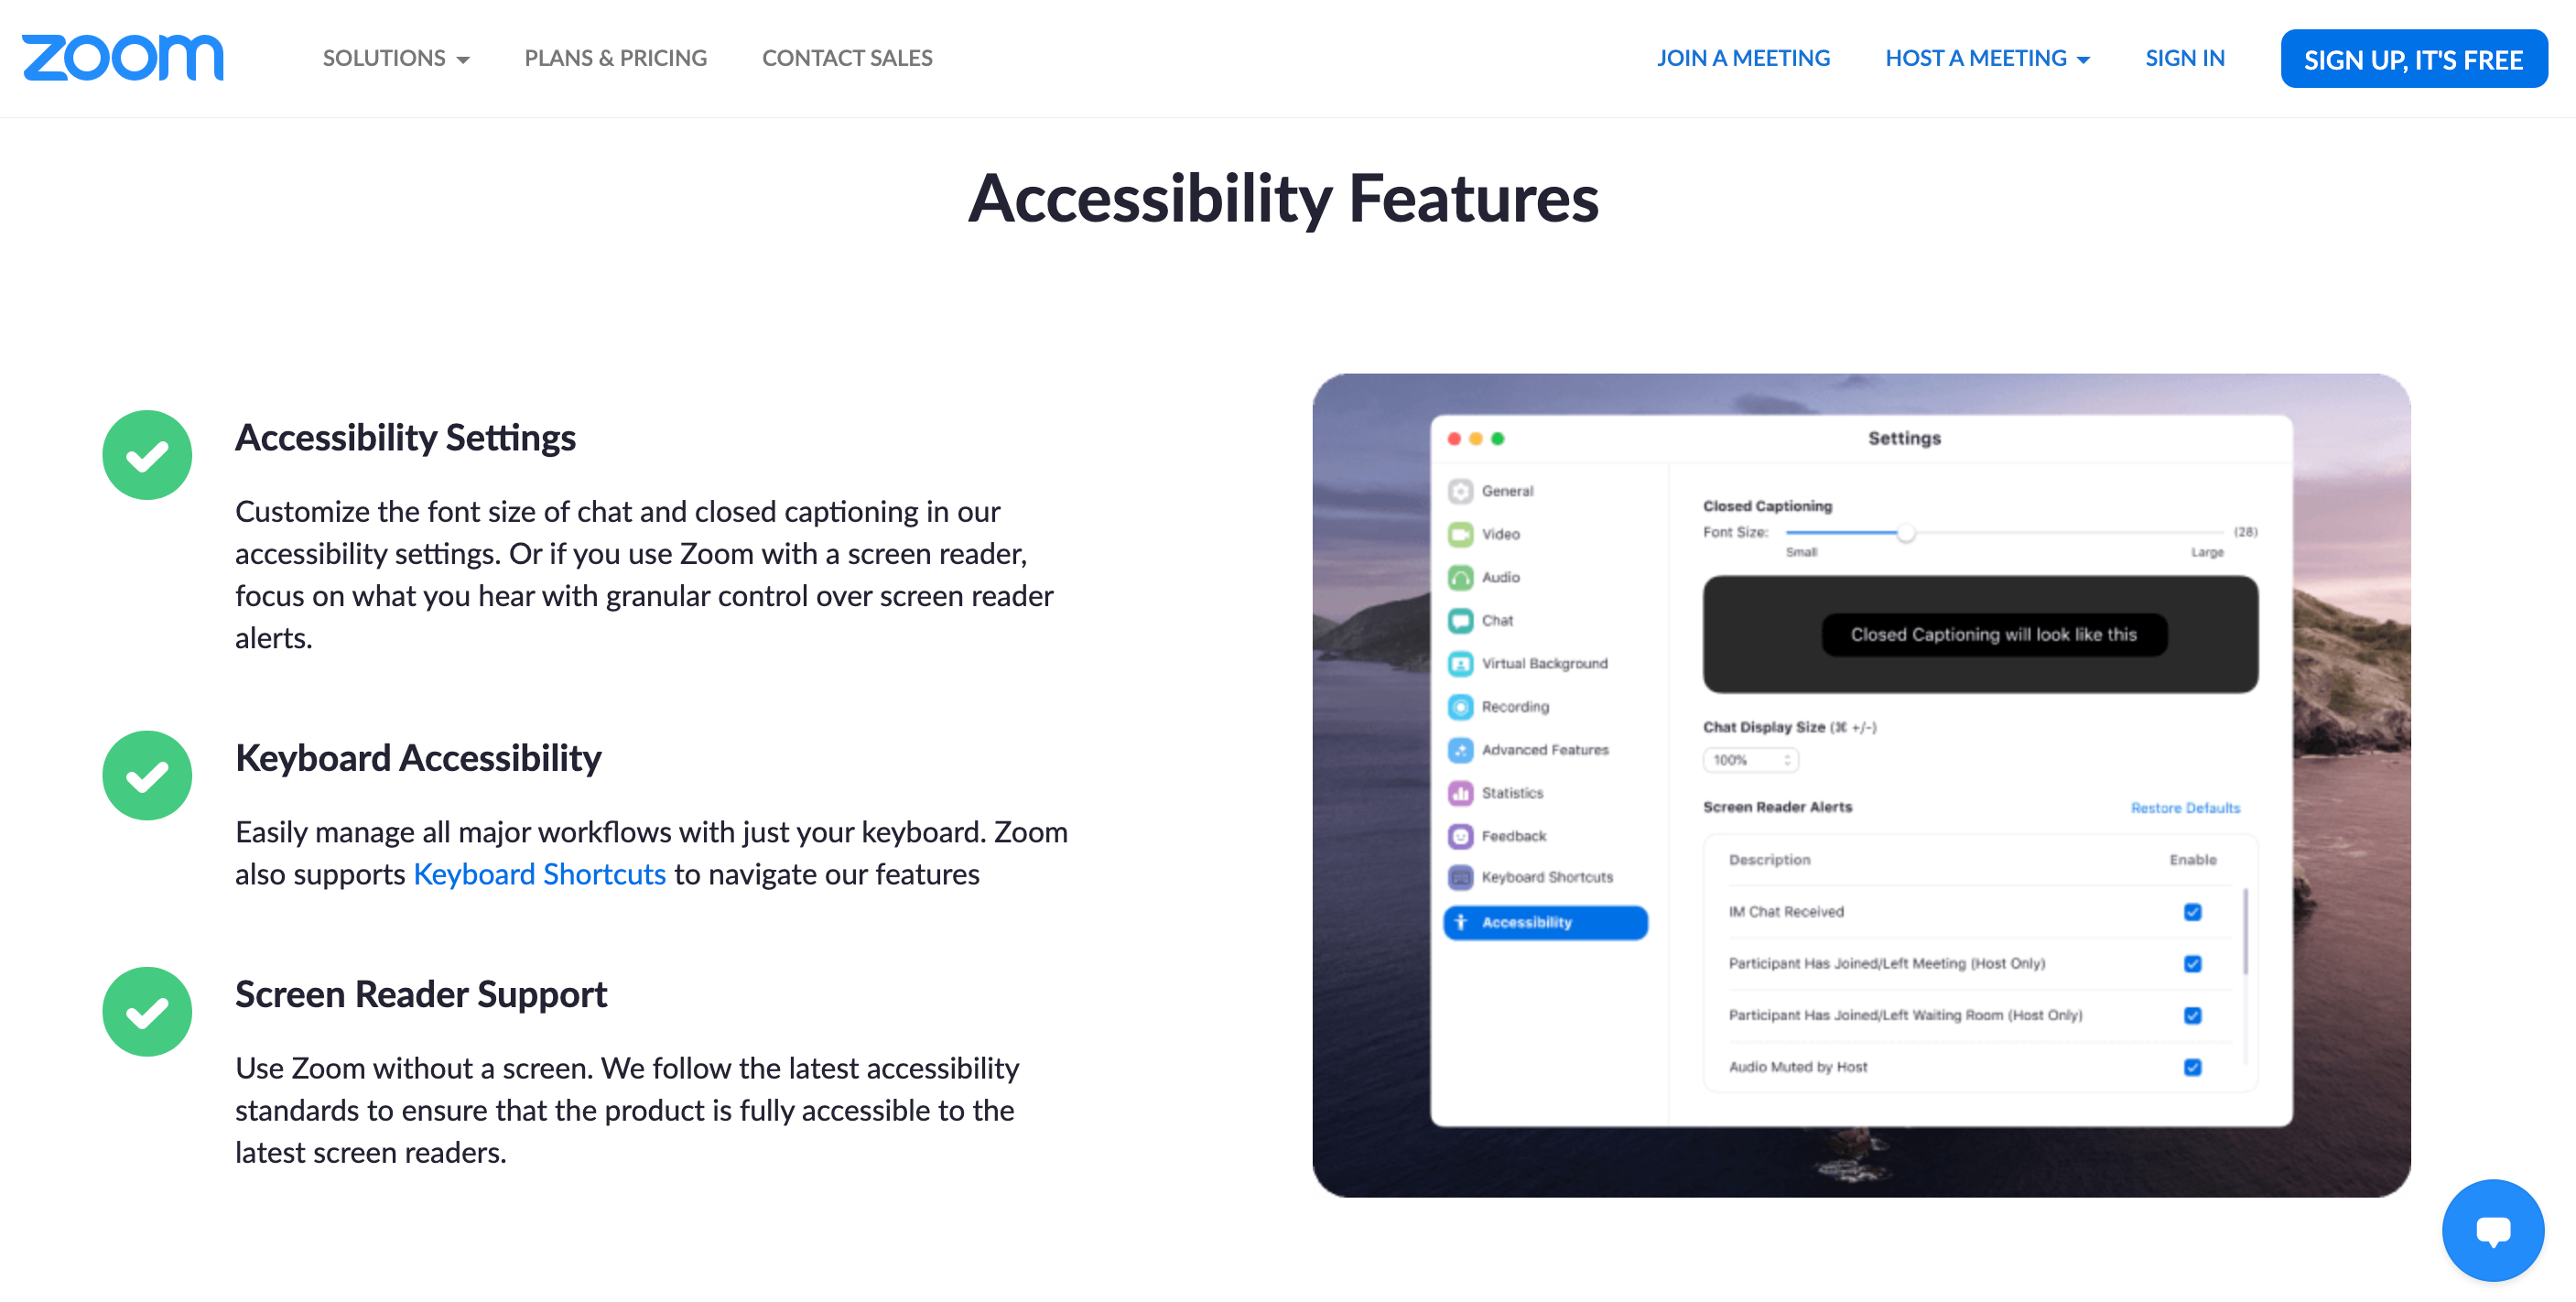 zoom
SOLUTIONS
PLANS & PRICING
CONTACT SALES
JOIN A MEETING
HOST A MEETING
SIGN IN
SIGN UP, IT'S FREE
Accessibility Features
Accessibility Settings
Customize the font size of chat and closed captioning in our
accessibility settings. Or if you use Zoom with a screen reader,
focus on what you hear with granular control over screen reader
alerts.
Keyboard Accessibility
Easily manage all major workflows with just your keyboard. Zoom
also supports Keyboard Shortcuts to navigate our features
Screen Reader Support
Use Zoom without a screen. We follow the latest accessibility
standards to ensure that the product is fully accessible to the
latest screen readers.
Settings
General
Video
Audio
Chat
Virtual Background
Recording
Advanced Features
Statistics
Feedback
Keyboard Shortcuts
Accessibility
Closed Captioning
Font Size:
(28)
Small
Large
Closed Captioning will look like this
Chat Display Size (⌘ +/-)
100%
Screen Reader Alerts
Restore Defaults
Description
Enable
IM Chat Received
Participant Has Joined/Left Meeting (Host Only)
Participant Has Joined/Left Waiting Room (Host Only)
Audio Muted by Host